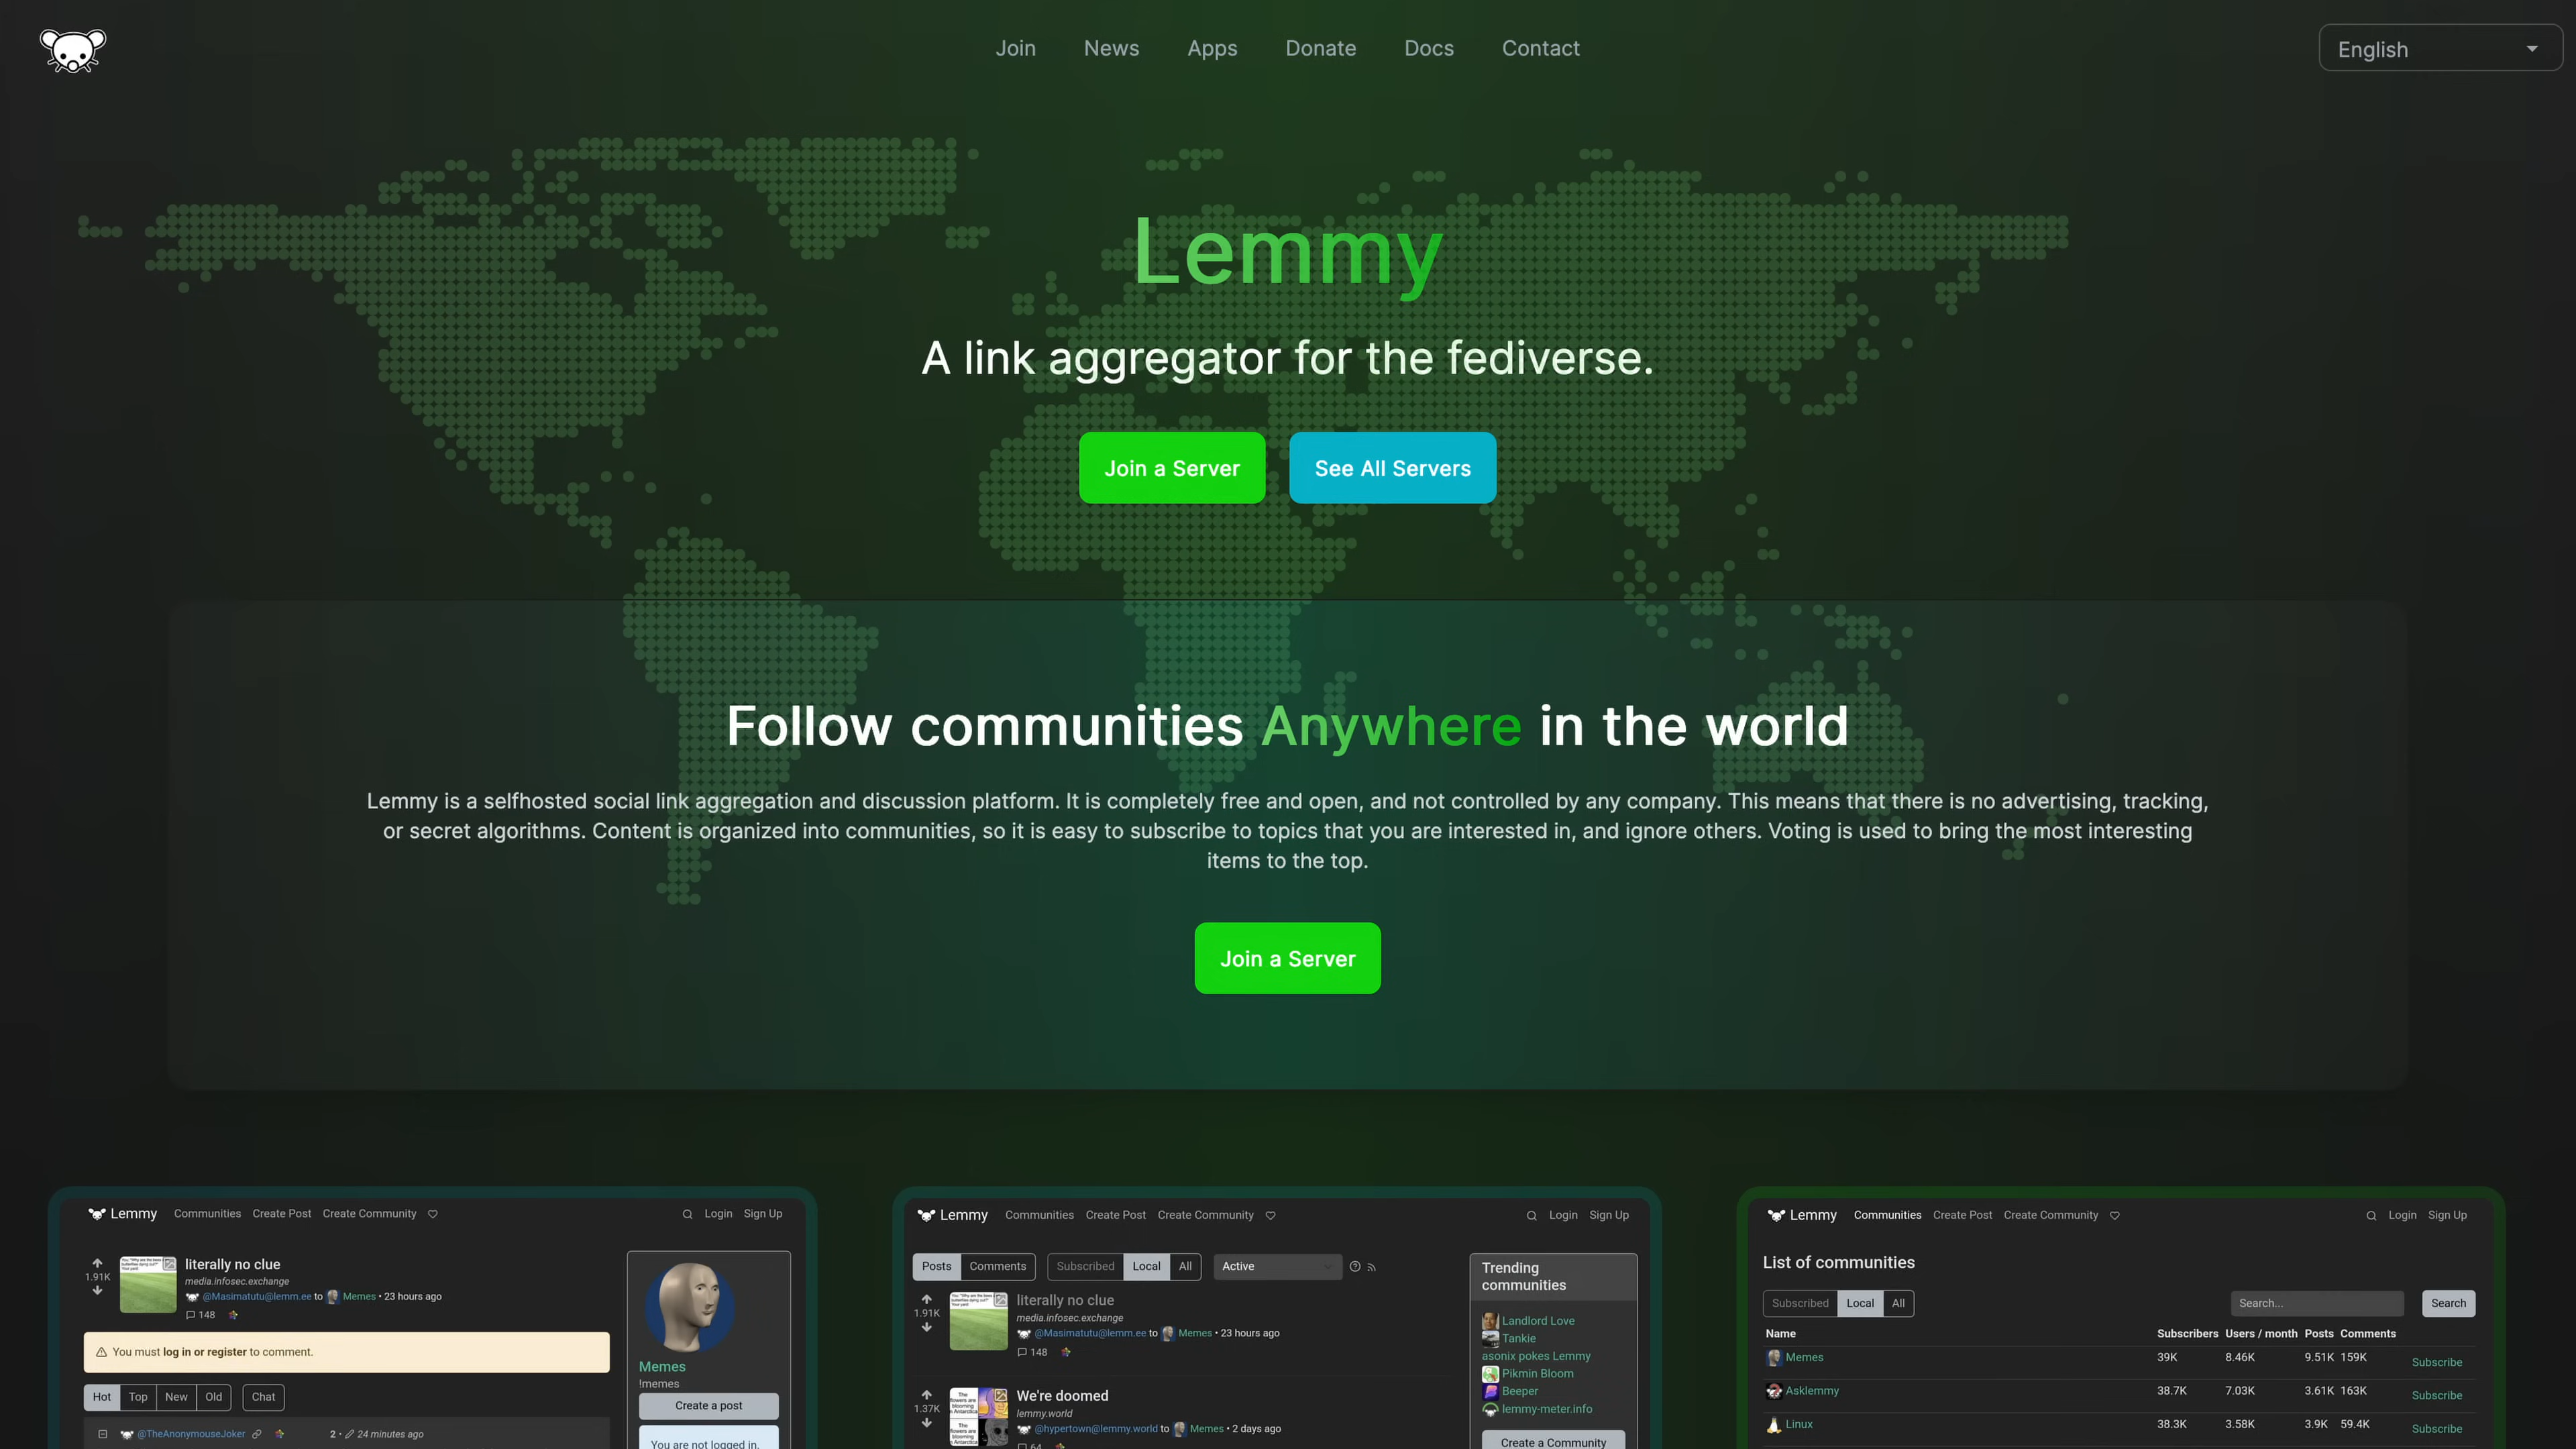 Join News Apps Donate Docs Contact
English
Lemmy
A link aggregator for the fediverse.
Join a Server
See All Servers
Follow communities Anywhere in the world
Lemmy is a selfhosted social link aggregation and discussion platform. It is completely free and open, and not controlled by any company. This means that there is no advertising, tracking,
or secret algorithms. Content is organized into communities, so it is easy to subscribe to topics that you are interested in, and ignore others. Voting is used to bring the most interesting
items to the top.
Join a Server
Lemmy Communities Create Post Create Community Login Sign Up
1.91K
literally no clue
media.infosec.exchange
@Masimatutu@lemm.ee to Memes • 23 hours ago
148
You must log in or register to comment.
Hot Top New Old Chat
@TheAnonymouseJoker 2 • 24 minutes ago
Memes
!memes
Create a post
You are not logged in.
Lemmy Communities Create Post Create Community Login Sign Up
Posts Comments Subscribed Local All Active
1.91K
literally no clue
media.infosec.exchange
@Masimatutu@lemm.ee to Memes • 23 hours ago
148
1.37K
We're doomed
lemmy.world
@hypertown@lemmy.world to Memes • 2 days ago
64
Trending
communities
Landlord Love
Tankie
asonix pokes Lemmy
Pikmin Bloom
Beeper
lemmy-meter.info
Create a Community
Lemmy Communities Create Post Create Community Login Sign Up
List of communities
Subscribed Local All Search... Search
Name Subscribers Users / month Posts Comments
Memes 39K 8.46K 9.51K 159K Subscribe
Asklemmy 38.7K 7.03K 3.61K 163K Subscribe
Linux 38.3K 3.58K 3.9K 59.4K Subscribe